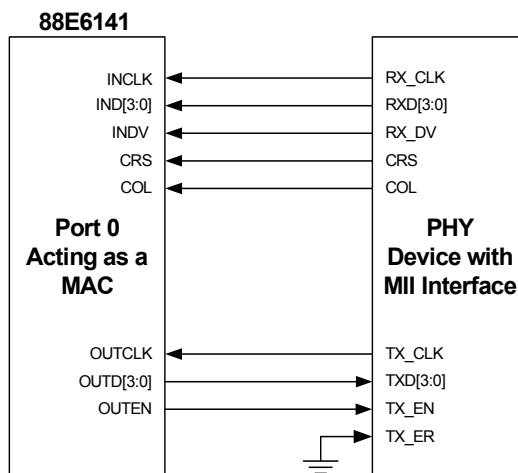 88E6141
INCLK RX_CLK
IND[3:0] RXD[3:0]
INDV RX_DV
CRS CRS
COL COL
Port 0 PHY
Acting as a Device with
MAC MII Interface
OUTCLK TX_CLK
OUTD[3:0] TXD[3:0]
OUTEN TX_EN
TX_ER